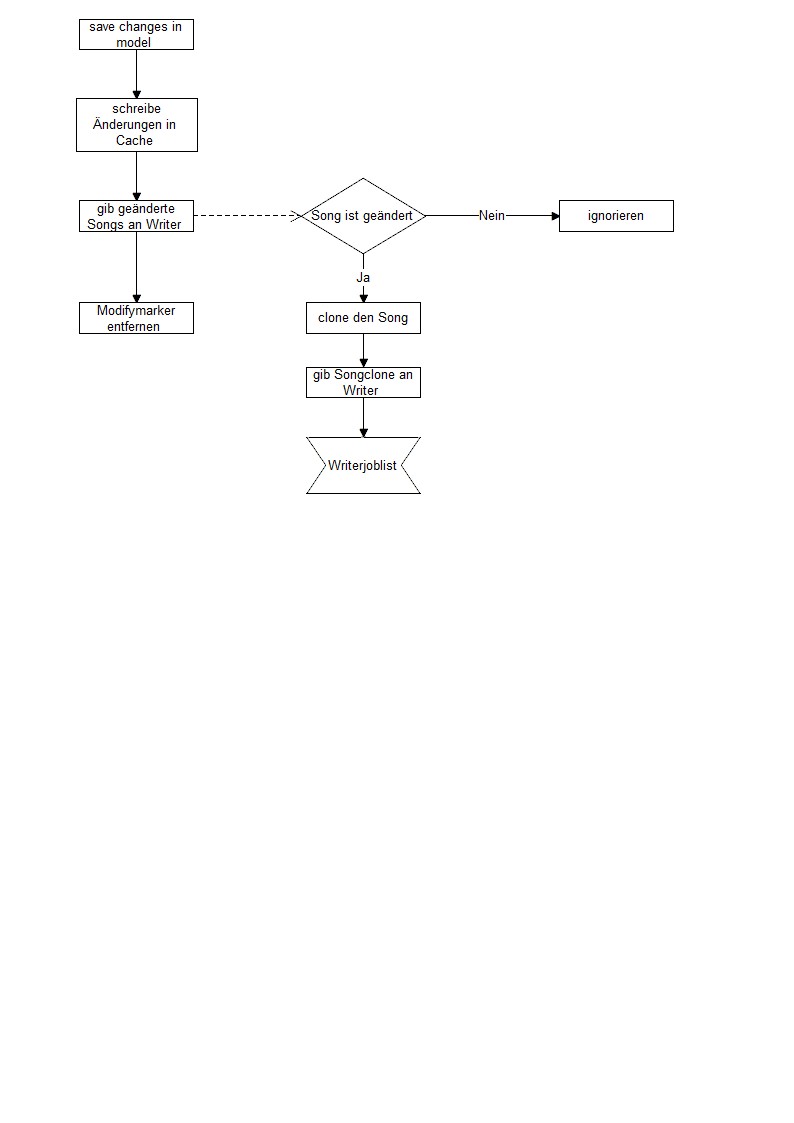 save changes in
model
schreibe
Änderungen in
Cache
gib geänderte
Songs an Writer
Song ist geändert
Nein
ignorieren
Ja
Modifymarker
entfernen
clone den Song
gib Songclone an
Writer
Writerjoblist